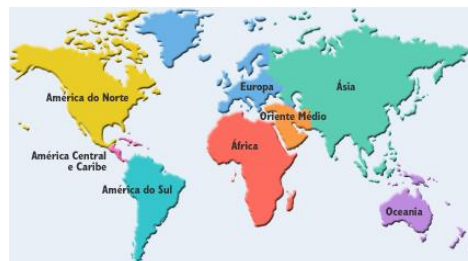 Europa
Ásia
América do Norte
Oriente Médio
África
América Central
e Caribe
América do Sul
Oceania